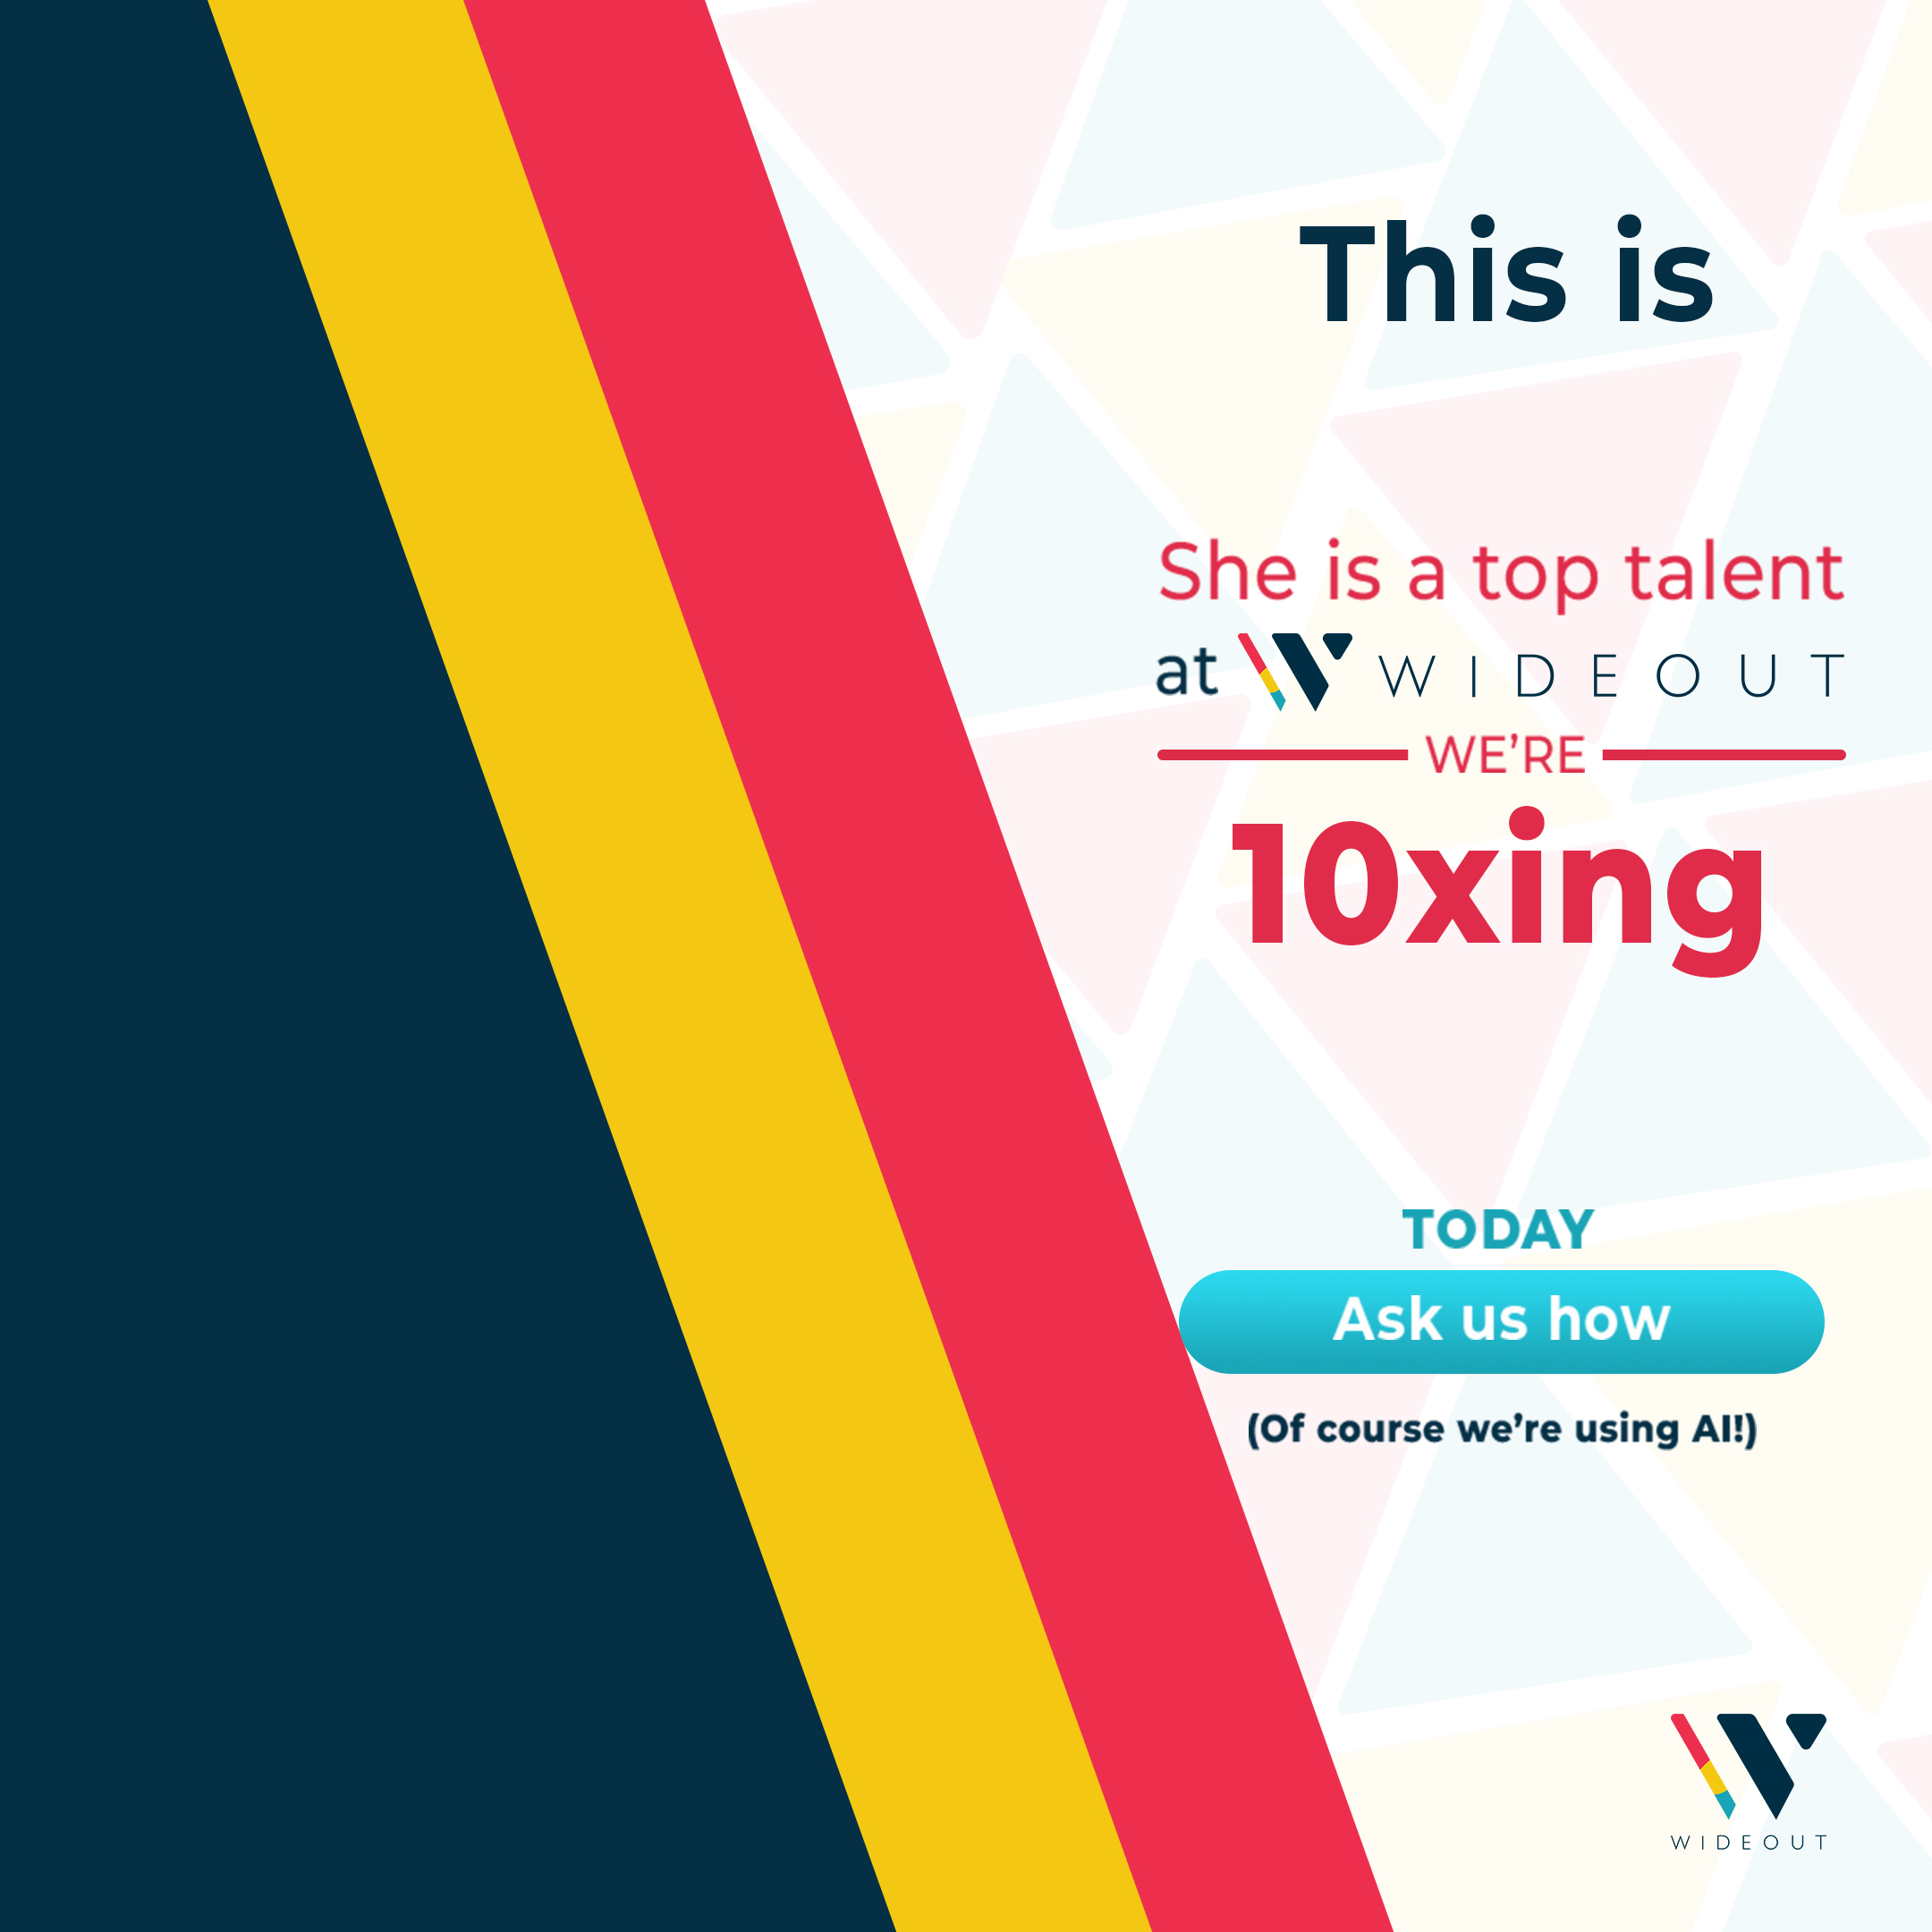 This is
She is a top talent
at WIDEOUT
WE'RE
10xing
TODAY
Ask us how
(Of course we're using AI!)
WIDEOUT